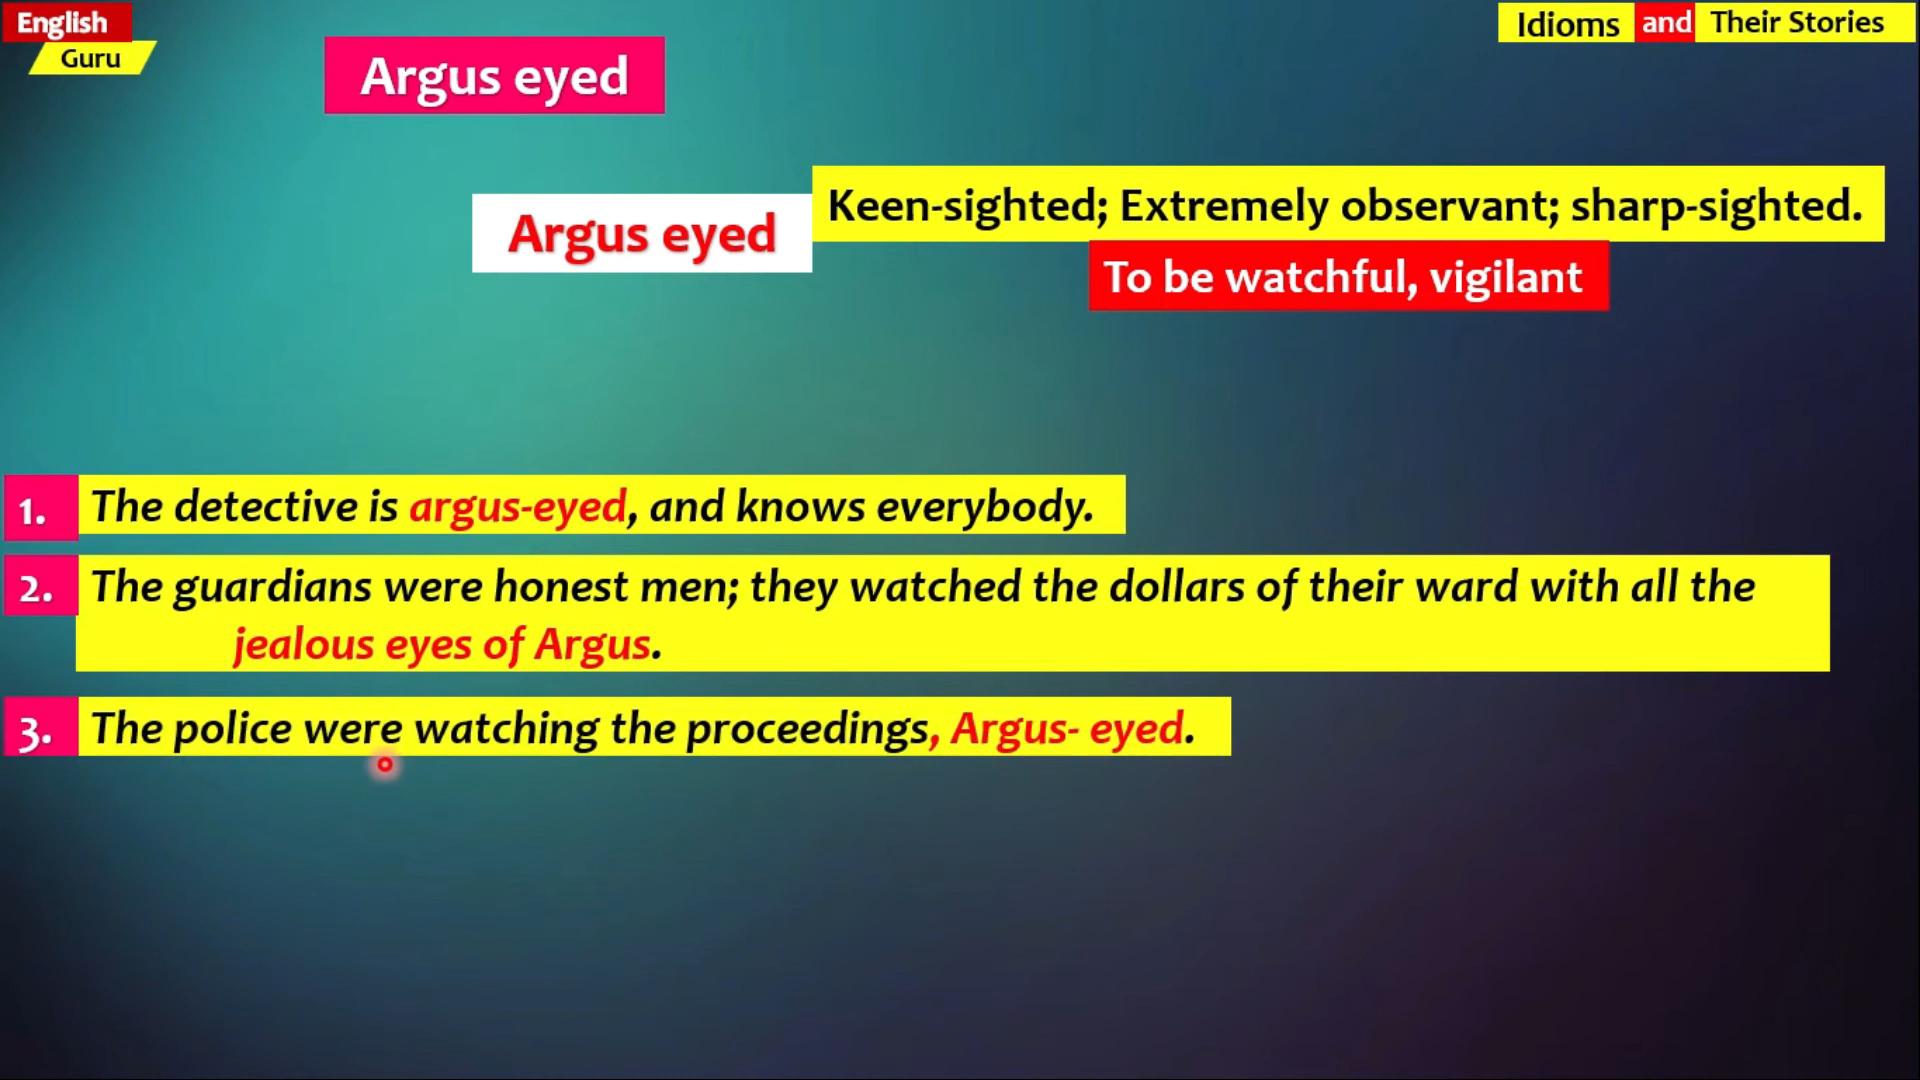 English
Guru
Idioms and Their Stories
Argus eyed
Argus eyed
Keen-sighted; Extremely observant; sharp-sighted.
To be watchful, vigilant
1. The detective is argus-eyed, and knows everybody.
2. The guardians were honest men; they watched the dollars of their ward with all the
jealous eyes of Argus.
3. The police were watching the proceedings, Argus- eyed.